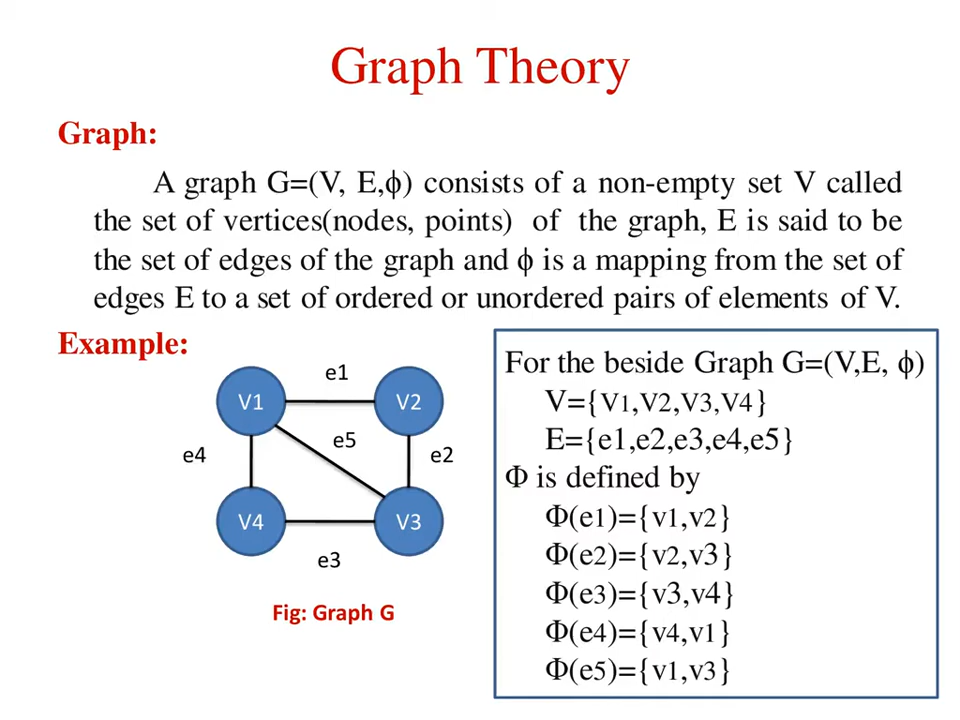 Graph Theory
Graph:
A graph G=(V, E,ϕ) consists of a non-empty set V called
the set of vertices(nodes, points) of the graph, E is said to be
the set of edges of the graph and ϕ is a mapping from the set of
edges E to a set of ordered or unordered pairs of elements of V.
Example:
e1
V1
V2
e5
e4
e2
V4
V3
e3
Fig: Graph G
For the beside Graph G=(V,E, ϕ)
V={V1,V2,V3,V4}
E={e1,e2,e3,e4,e5}
Φ is defined by
Φ(e1)={v1,v2}
Φ(e2)={v2,v3}
Φ(e3)={v3,v4}
Φ(e4)={v4,v1}
Φ(e5)={v1,v3}